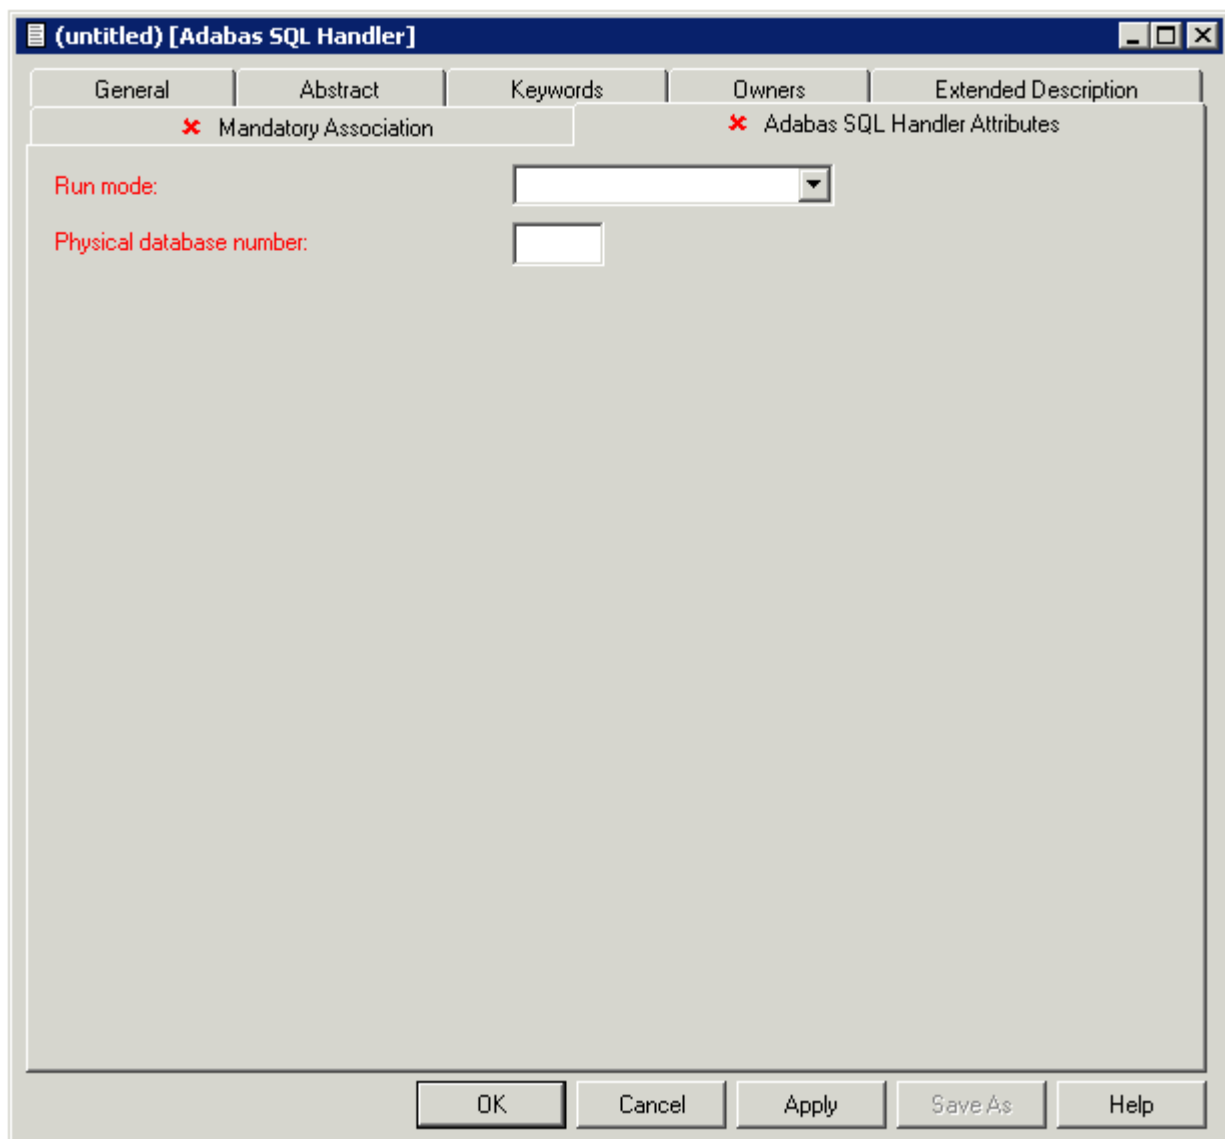 (untitled) [Adabas SQL Handler]
General Abstract Keywords Owners Extended Description
Mandatory Association Adabas SQL Handler Attributes
Run mode:
Physical database number:
OK Cancel Apply Save As Help